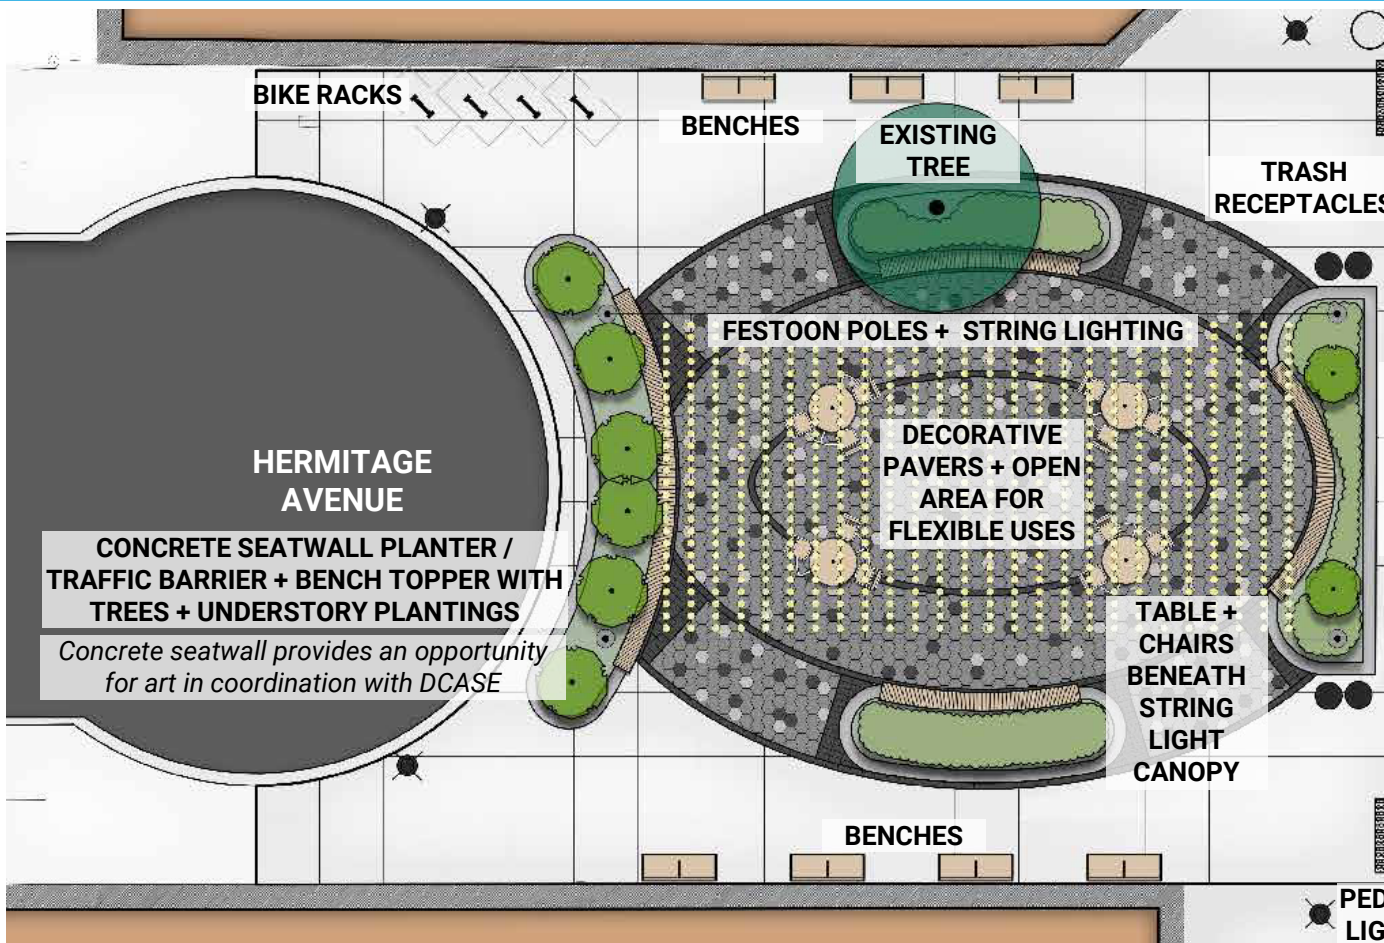 BIKE RACKS
BENCHES
EXISTING
TREE
TRASH
RECEPTACLES
FESTOON POLES + STRING LIGHTING
DECORATIVE
PAVERS + OPEN
AREA FOR
FLEXIBLE USES
HERMITAGE
AVENUE
CONCRETE SEATWALL PLANTER /
TRAFFIC BARRIER + BENCH TOPPER WITH
TREES + UNDERSTORY PLANTINGS
Concrete seatwall provides an opportunity
for art in coordination with DCASE
TABLE +
CHAIRS
BENEATH
STRING
LIGHT
CANOPY
BENCHES
PED
LIG